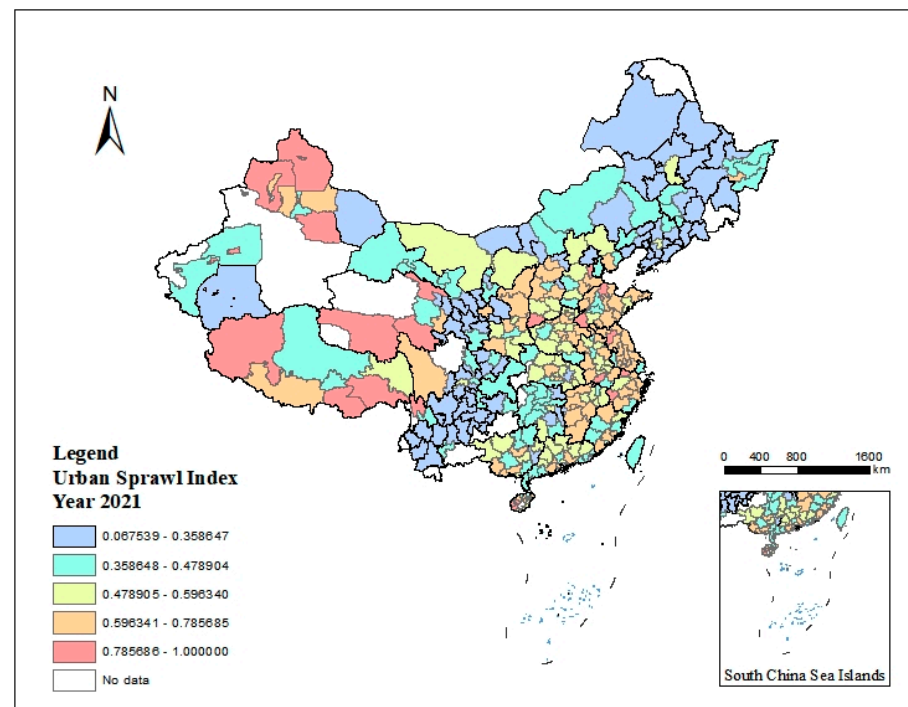 N
Legend
Urban Sprawl Index
Year 2021
0.067539 - 0.358647
0.358648 - 0.478904
0.478905 - 0.596340
0.596341 - 0.785685
0.785686 - 1.000000
No data
0 400 800 1600
km
South China Sea Islands